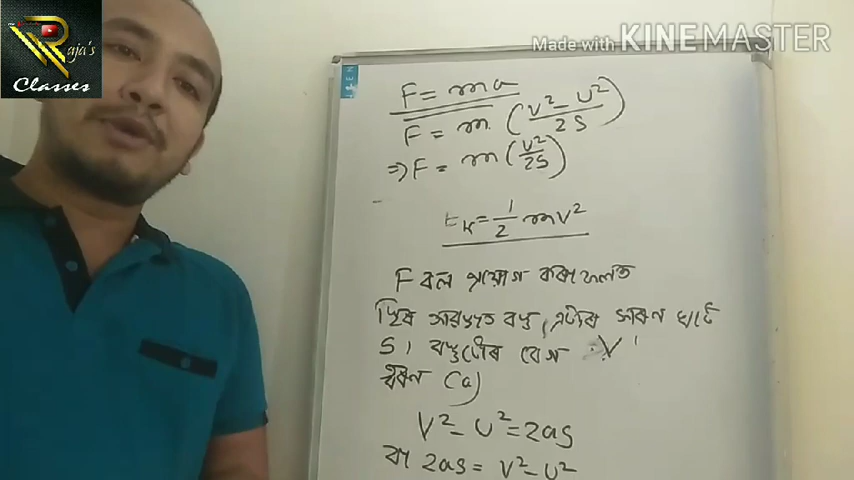 Raja's
Classes
Made with KINEMASTER
F = ma
F = m (V² - U² / 2S)
⇒ F = m (V² / 2S)
Eₖ = 1/2 mV²
F বল প্ৰয়োগ কৰাৰ ফলত
স্থিৰ অৱস্থাত বস্তু এটাৰ সৰণ ঘটে
S। বস্তুটোৰ বেগ V।
ত্বৰণ (a)
V² - U² = 2as
বা 2as = V² - U²